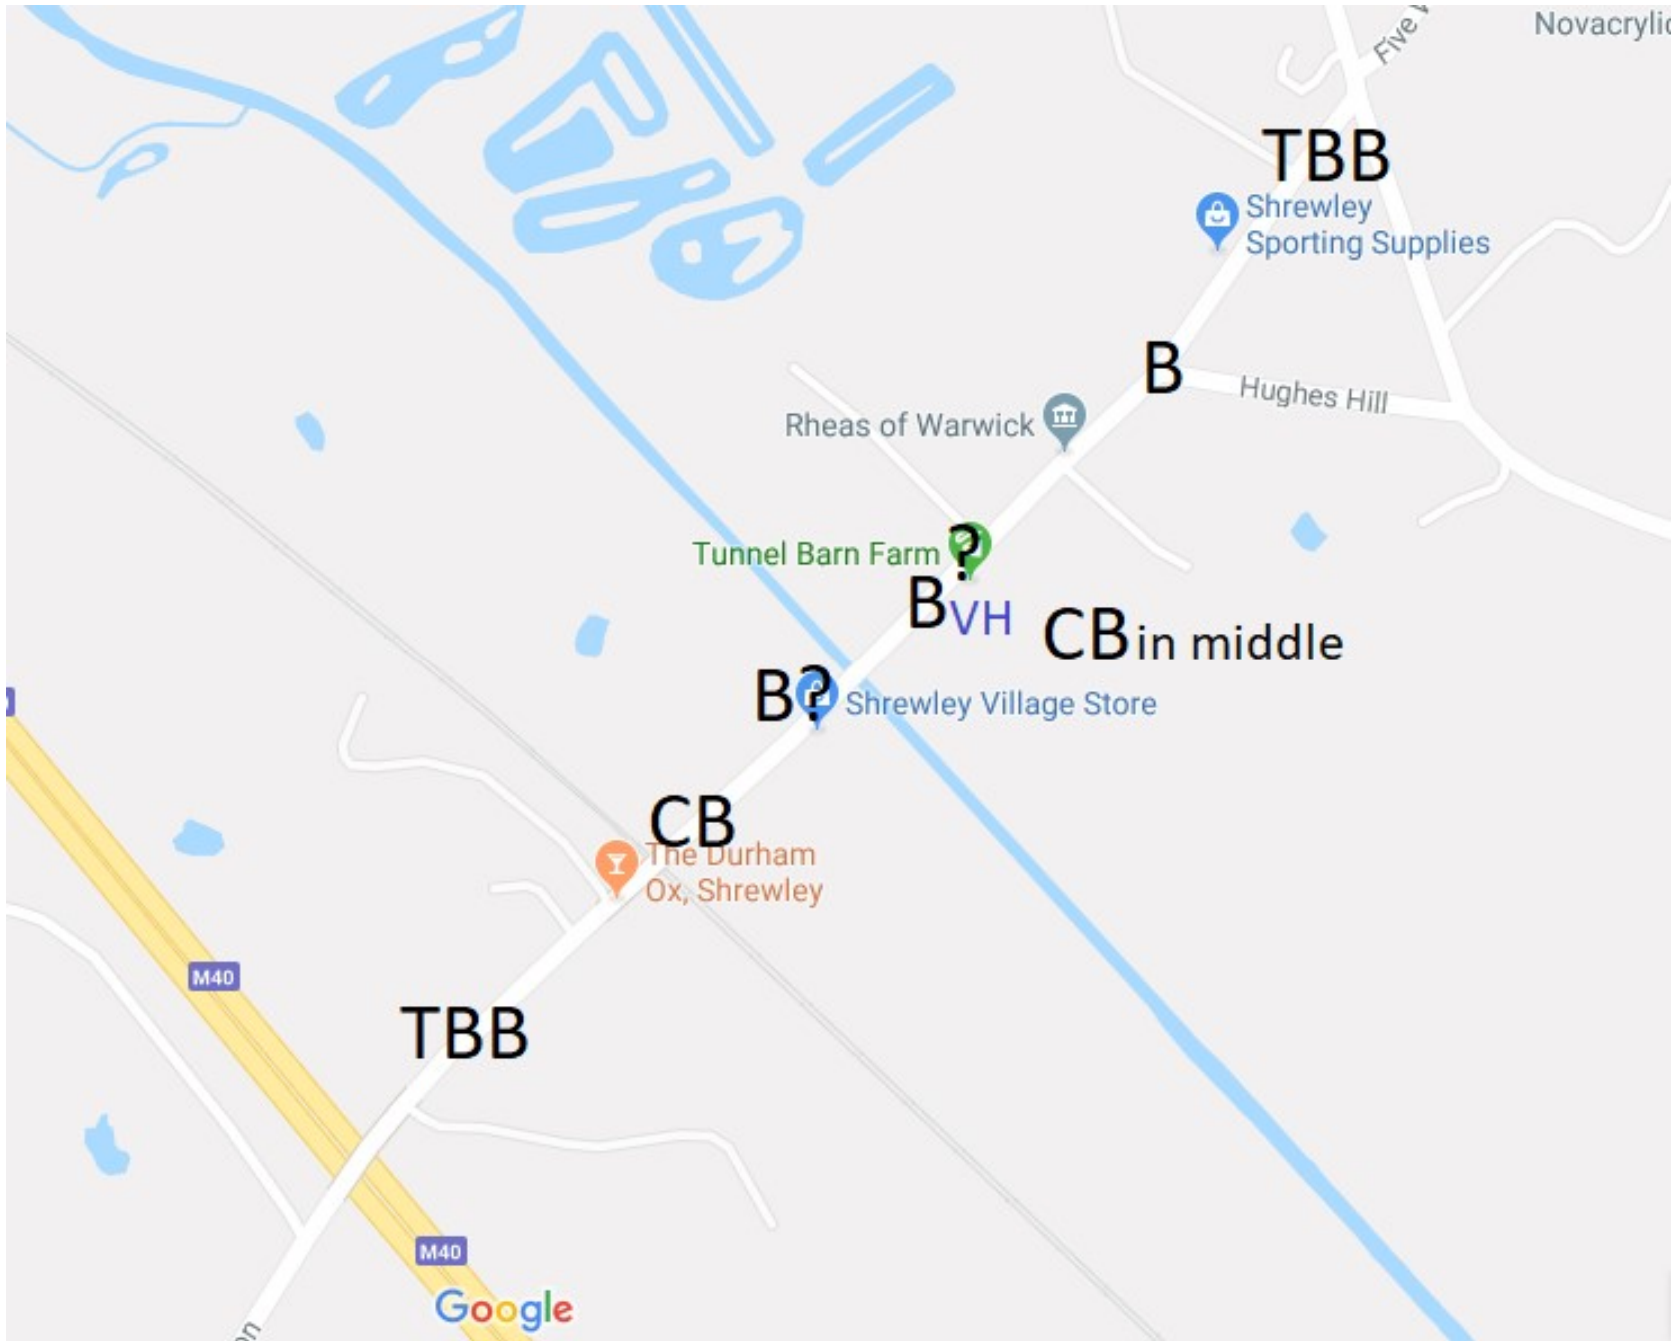 Novacrylic
Five W
TBB
Shrewley
Sporting Supplies
B
Hughes Hill
Rheas of Warwick
?
Tunnel Barn Farm
B VH
CB in middle
B?
Shrewley Village Store
CB
The Durham
Ox, Shrewley
M40
TBB
M40
Google
on